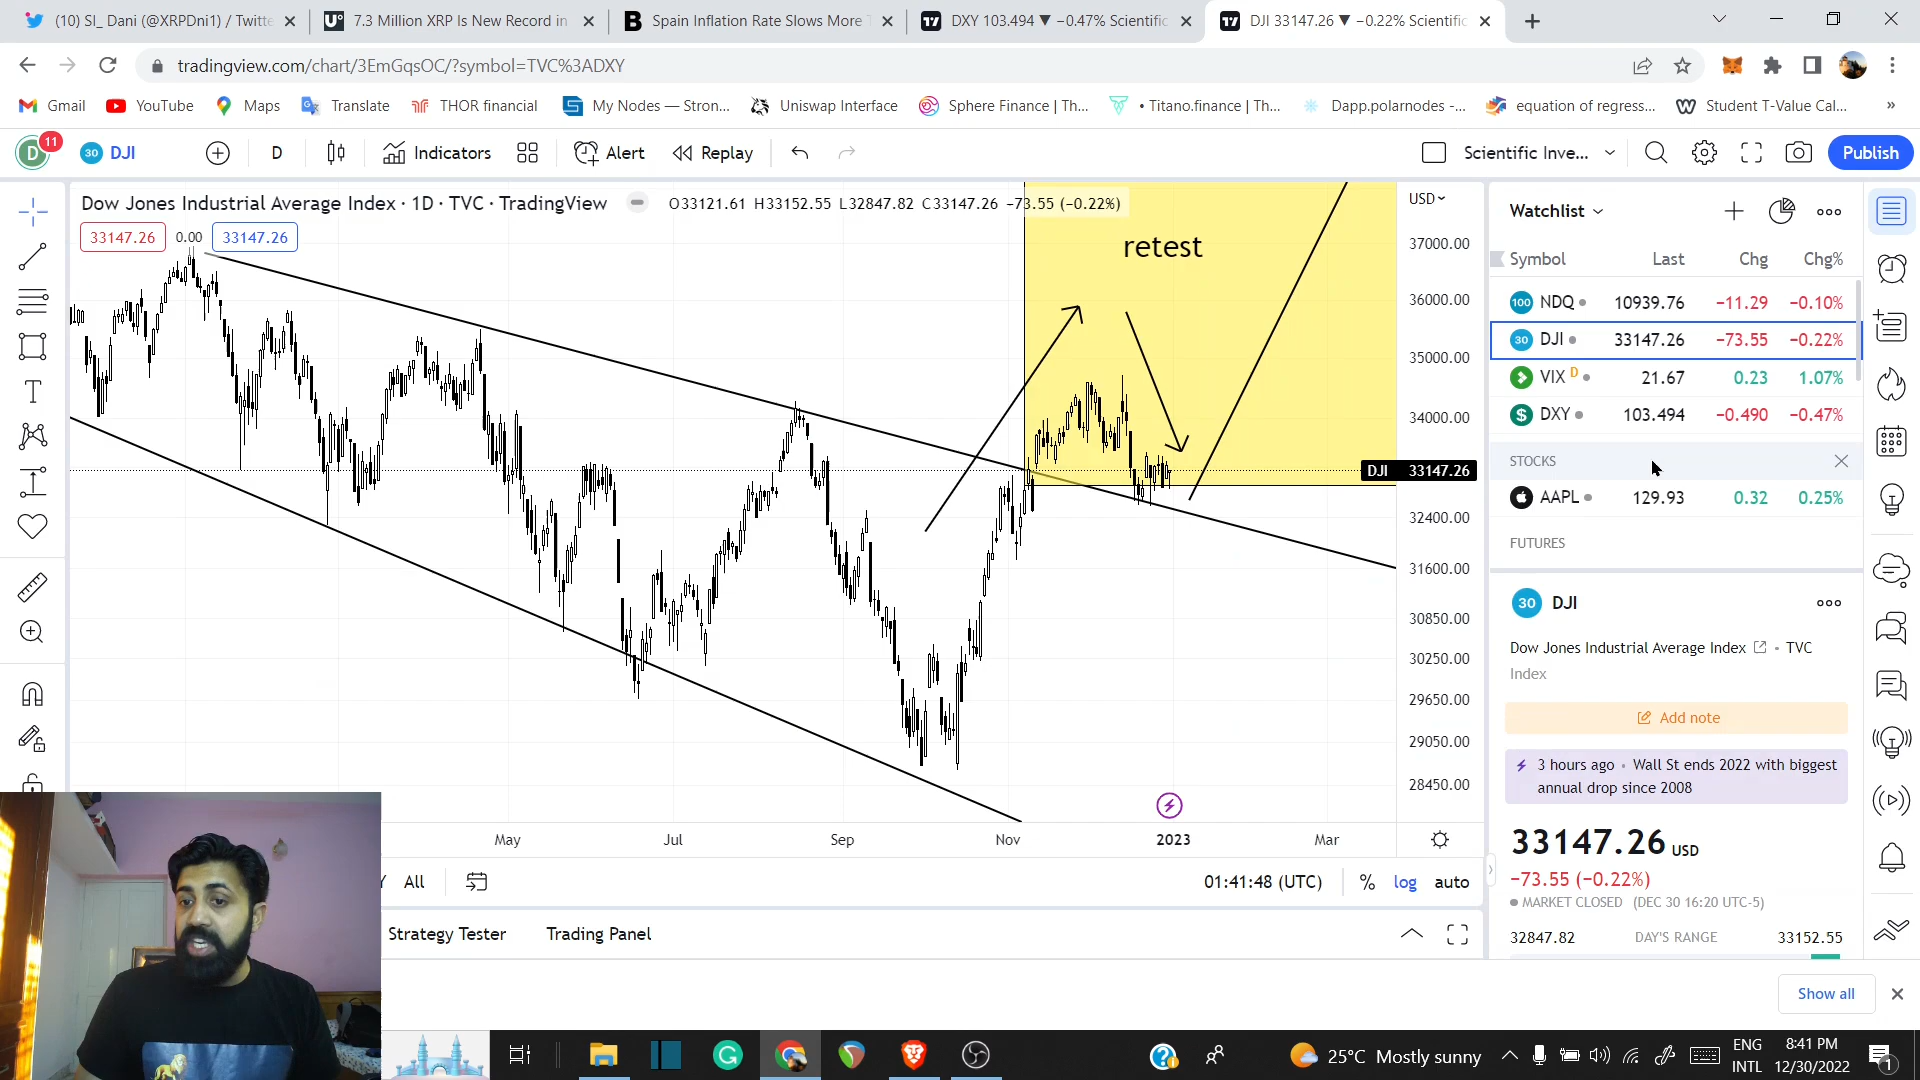 (10) SI_ Dani (@XRPDni1) / Twitte
7.3 Million XRP Is New Record in
Spain Inflation Rate Slows More T
DXY 103.494 ▼ −0.47% Scientific
DJI 33147.26 ▼ −0.22% Scientific
tradingview.com/chart/3EmGqsOC/?symbol=TVC%3ADXY
Gmail
YouTube
Maps
Translate
THOR financial
My Nodes — Stron...
Uniswap Interface
Sphere Finance | Th...
• Titano.finance | Th...
Dapp.polarnodes -...
equation of regress...
Student T-Value Cal...
»
D
11
30
DJI
D
Indicators
Alert
Replay
Scientific Inve...
Publish
Dow Jones Industrial Average Index · 1D · TVC · TradingView
O33121.61 H33152.55 L32847.82 C33147.26 −73.55 (−0.22%)
33147.26
0.00
33147.26
retest
USD
37000.00
36000.00
35000.00
34000.00
DJI 33147.26
32400.00
31600.00
30850.00
30250.00
29650.00
29050.00
28450.00
May
Jul
Sep
Nov
2023
Mar
All
01:41:48 (UTC)
%
log
auto
Strategy Tester
Trading Panel
Watchlist
Symbol Last Chg Chg%
100 NDQ 10939.76 −11.29 −0.10%
30 DJI 33147.26 −73.55 −0.22%
VIX D 21.67 0.23 1.07%
$ DXY 103.494 −0.490 −0.47%
STOCKS
AAPL 129.93 0.32 0.25%
FUTURES
30 DJI
Dow Jones Industrial Average Index • TVC
Index
Add note
3 hours ago • Wall St ends 2022 with biggest
annual drop since 2008
33147.26 USD
−73.55 (−0.22%)
MARKET CLOSED (DEC 30 16:20 UTC-5)
32847.82 DAY'S RANGE 33152.55
Show all
25°C Mostly sunny
ENG
INTL
8:41 PM
12/30/2022
1